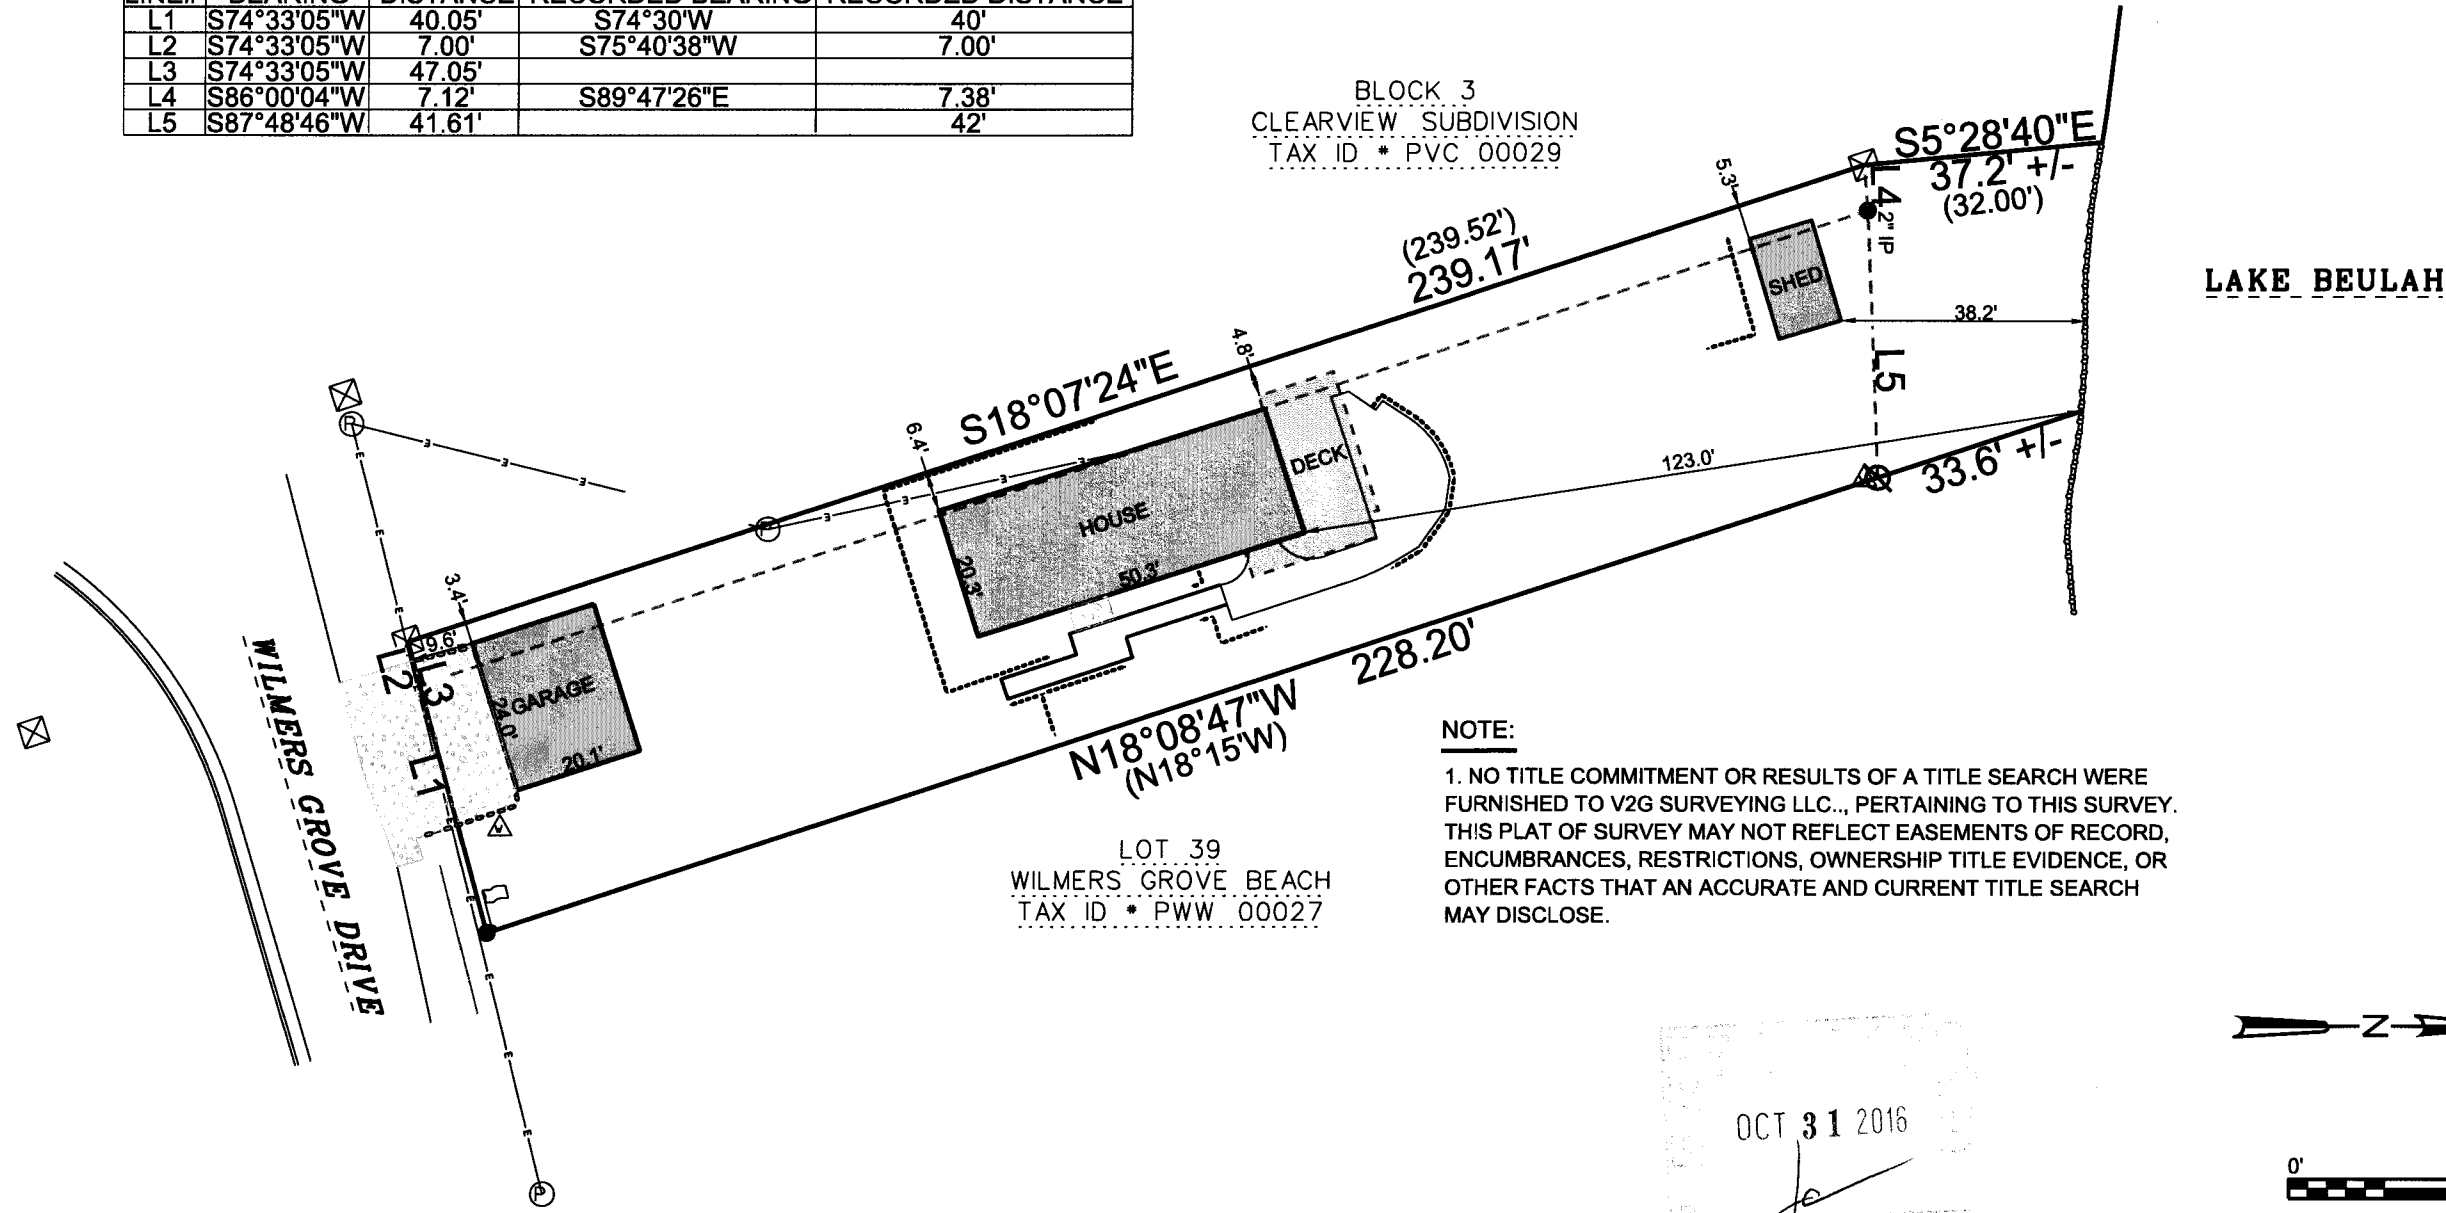 LINE# BEARING DISTANCE RECORDED BEARING RECORDED DISTANCE
L1 S74°33'05"W 40.05' S74°30'W 40'
L2 S74°33'05"W 7.00' S75°40'38"W 7.00'
L3 S74°33'05"W 47.05'
L4 S86°00'04"W 7.12' S89°47'26"E 7.38'
L5 S87°48'46"W 41.61' 42'
BLOCK 3
CLEARVIEW SUBDIVISION
TAX ID # PVC 00029
S5°28'40"E
37.2' +/-
(32.00')
L4
2" IP
5.3'
(239.52')
239.17'
SHED
LAKE BEULAH
38.2'
L5
4.8'
S18°07'24"E
6.4'
DECK
HOUSE
123.0'
33.6' +/-
20.3'
50.3'
3.4'
9.6'
L2
L3
L1
GARAGE
24.0'
20.1'
WILMERS GROVE DRIVE
228.20'
N18°08'47"W
(N18°15'W)
LOT 39
WILMERS GROVE BEACH
TAX ID # PWW 00027
NOTE:
1. NO TITLE COMMITMENT OR RESULTS OF A TITLE SEARCH WERE
FURNISHED TO V2G SURVEYING LLC.., PERTAINING TO THIS SURVEY.
THIS PLAT OF SURVEY MAY NOT REFLECT EASEMENTS OF RECORD,
ENCUMBRANCES, RESTRICTIONS, OWNERSHIP TITLE EVIDENCE, OR
OTHER FACTS THAT AN ACCURATE AND CURRENT TITLE SEARCH
MAY DISCLOSE.
N
OCT 31 2016
0'
P
W
E